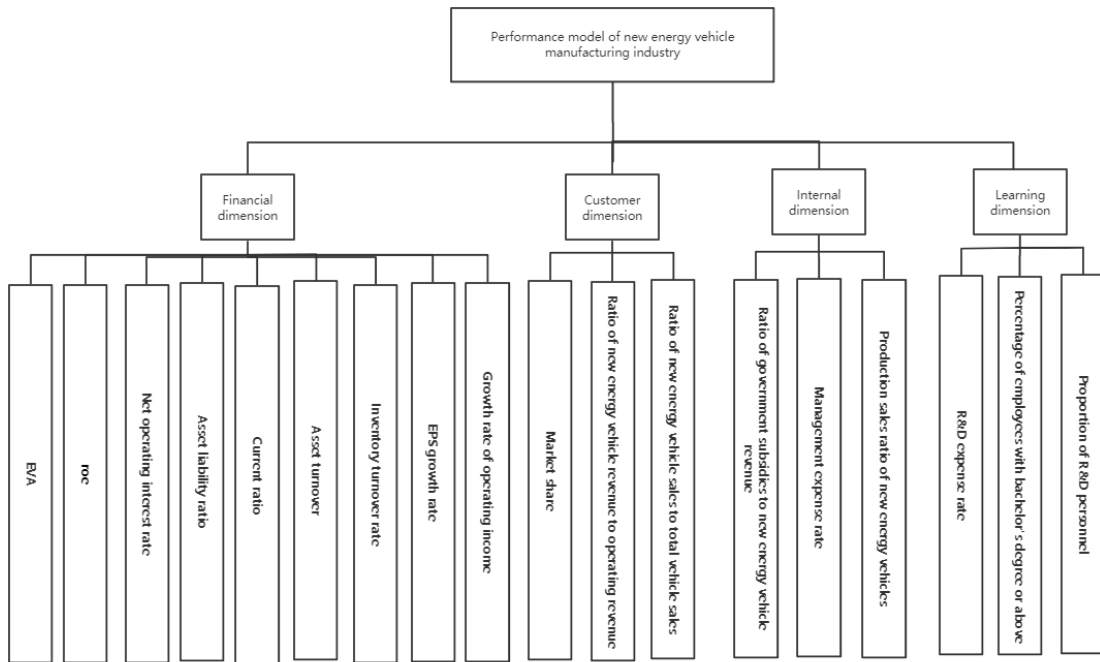 Performance model of new energy vehicle
manufacturing industry
Financial
dimension
Customer
dimension
Internal
dimension
Learning
dimension
EVA
roe
Net operating interest rate
Asset liability ratio
Current ratio
Asset turnover
Inventory turnover rate
EPS growth rate
Growth rate of operating income
Market share
Ratio of new energy vehicle revenue to operating revenue
Ratio of new energy vehicle sales to total vehicle sales
Ratio of government subsidies to new energy vehicle
revenue
Management expense rate
Production sales ratio of new energy vehicles
R&D expense rate
Percentage of employees with bachelor's degree or above
Proportion of R&D personnel